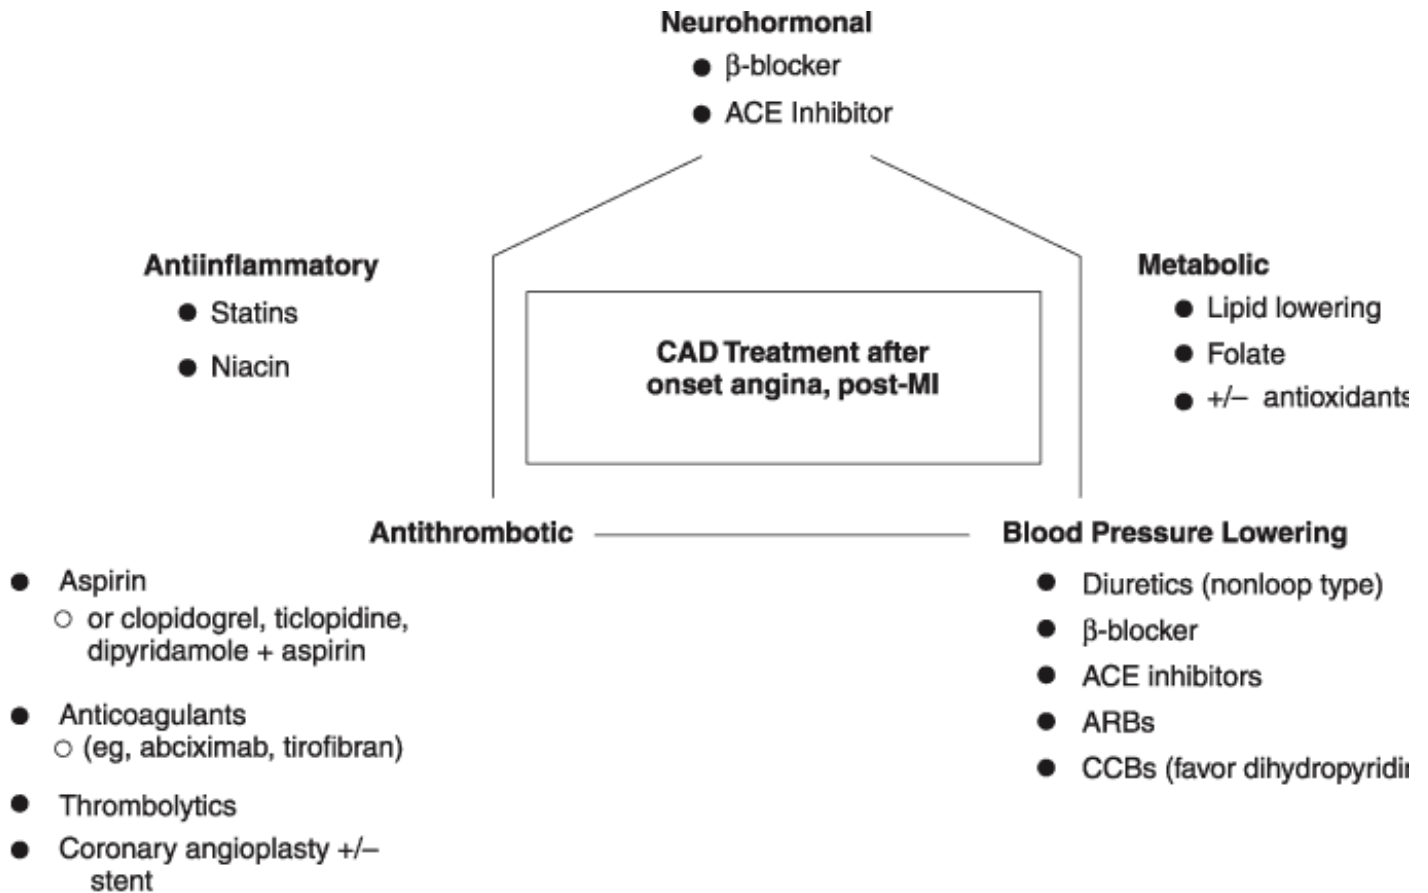 Neurohormonal
● β-blocker
● ACE Inhibitor
Antiinflammatory
● Statins
● Niacin
Metabolic
● Lipid lowering
● Folate
● +/– antioxidants
CAD Treatment after
onset angina, post-MI
Antithrombotic
● Aspirin
○ or clopidogrel, ticlopidine,
dipyridamole + aspirin
● Anticoagulants
○ (eg, abciximab, tirofibran)
● Thrombolytics
● Coronary angioplasty +/–
stent
Blood Pressure Lowering
● Diuretics (nonloop type)
● β-blocker
● ACE inhibitors
● ARBs
● CCBs (favor